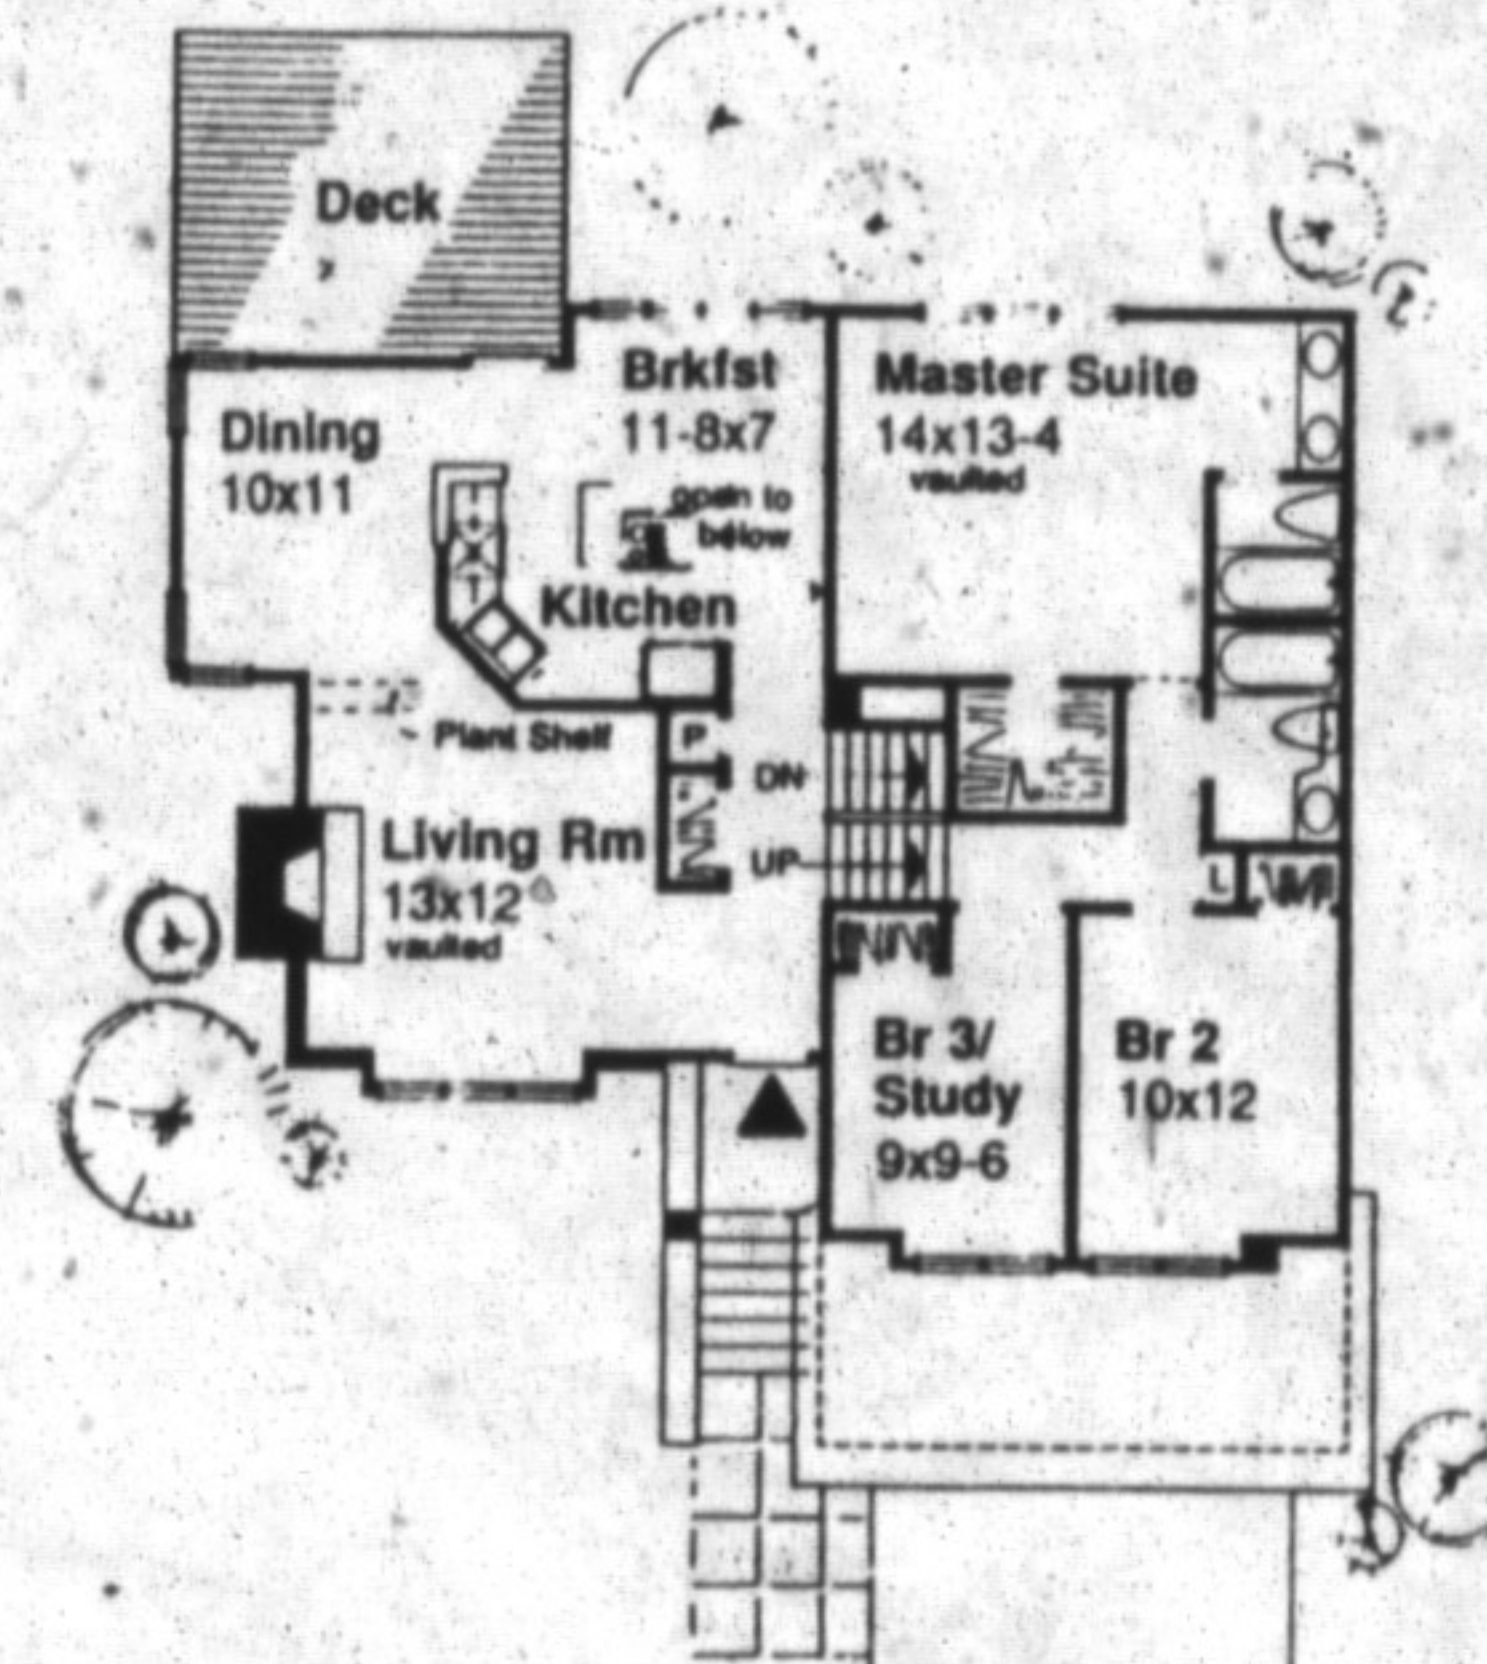 Deck
Brkfst
11-8x7
Master Suite
14x13-4
vaulted
Dining
10x11
open to
below
Kitchen
Plant Shelf
P
DN
UP
Living Rm
13x12
vaulted
L
Br 3/
Study
9x9-6
Br 2
10x12